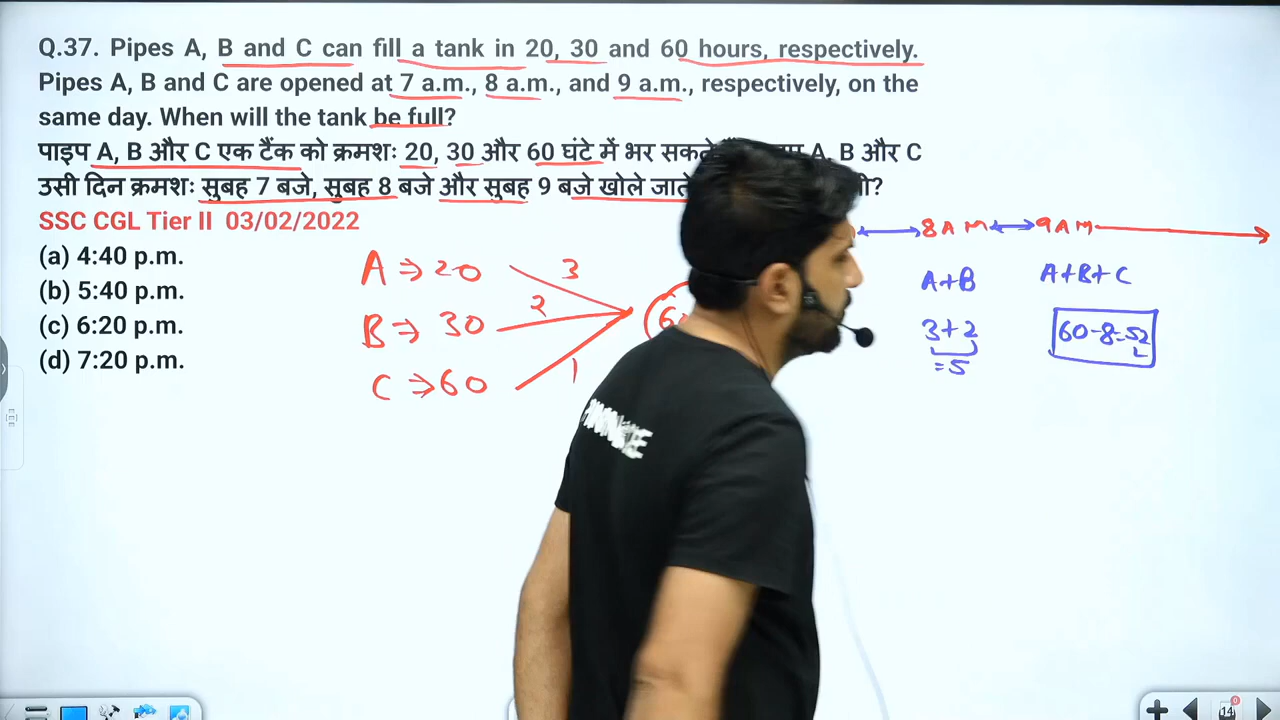 Q.37. Pipes A, B and C can fill a tank in 20, 30 and 60 hours, respectively.
Pipes A, B and C are opened at 7 a.m., 8 a.m., and 9 a.m., respectively, on the
same day. When will the tank be full?
पाइप A, B और C एक टैंक को क्रमशः 20, 30 और 60 घंटे में भर सकते A, B और C
उसी दिन क्रमशः सुबह 7 बजे, सुबह 8 बजे और सुबह 9 बजे खोले जाते
SSC CGL Tier II 03/02/2022
(a) 4:40 p.m.
(b) 5:40 p.m.
(c) 6:20 p.m.
(d) 7:20 p.m.
A ⇒ 20 3
B ⇒ 30 2
C ⇒ 60 1
8 AM 9 AM
A+B A+B+C
3+2 60-8=52
=5
14